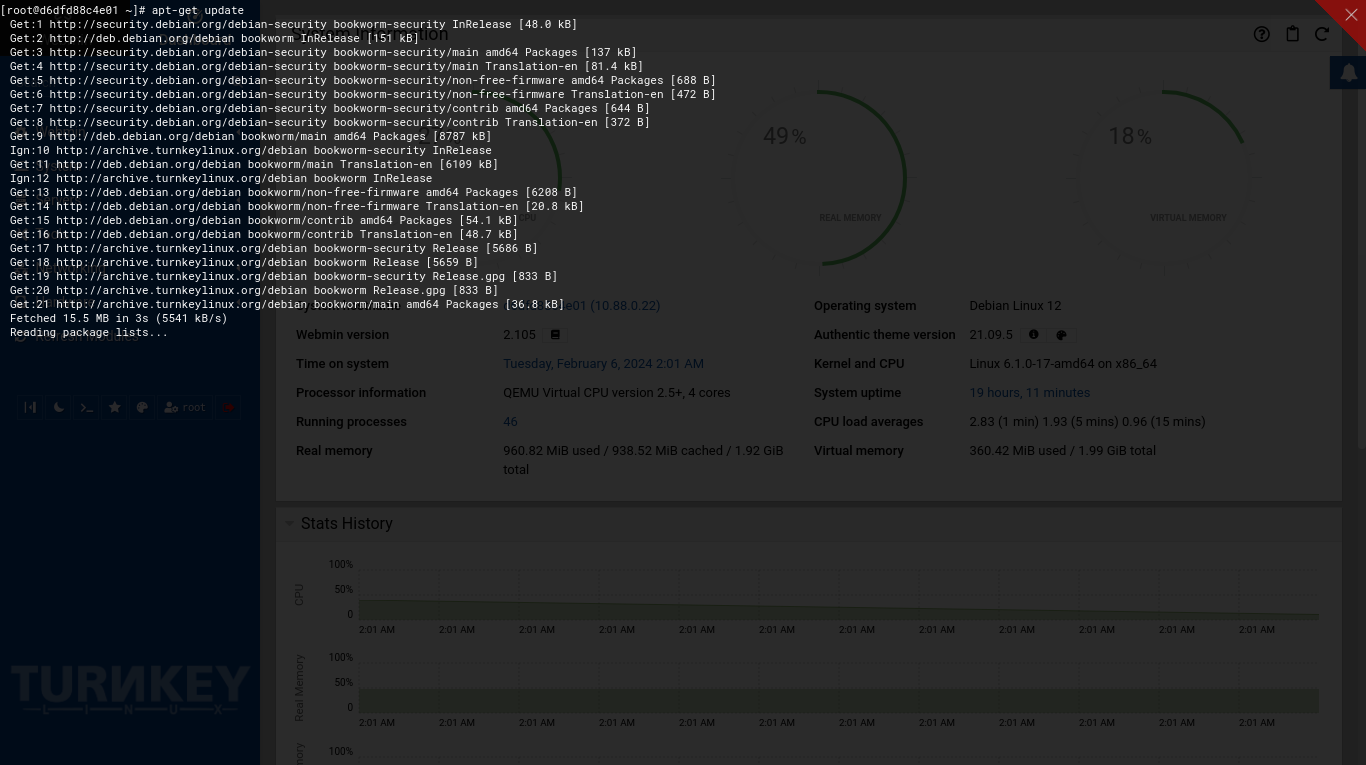 [root@d6dfd88c4e01 ~]# apt-get update
Get:1 http://security.debian.org/debian-security bookworm-security InRelease [48.0 kB]
Get:2 http://deb.debian.org/debian bookworm InRelease [151 kB]
Get:3 http://security.debian.org/debian-security bookworm-security/main amd64 Packages [137 kB]
Get:4 http://security.debian.org/debian-security bookworm-security/main Translation-en [81.4 kB]
Get:5 http://security.debian.org/debian-security bookworm-security/non-free-firmware amd64 Packages [688 B]
Get:6 http://security.debian.org/debian-security bookworm-security/non-free-firmware Translation-en [472 B]
Get:7 http://security.debian.org/debian-security bookworm-security/contrib amd64 Packages [644 B]
Get:8 http://security.debian.org/debian-security bookworm-security/contrib Translation-en [372 B]
Get:9 http://deb.debian.org/debian bookworm/main amd64 Packages [8787 kB]
Ign:10 http://archive.turnkeylinux.org/debian bookworm-security InRelease
Get:11 http://deb.debian.org/debian bookworm/main Translation-en [6109 kB]
Ign:12 http://archive.turnkeylinux.org/debian bookworm InRelease
Get:13 http://deb.debian.org/debian bookworm/non-free-firmware amd64 Packages [6208 B]
Get:14 http://deb.debian.org/debian bookworm/non-free-firmware Translation-en [20.8 kB]
Get:15 http://deb.debian.org/debian bookworm/contrib amd64 Packages [54.1 kB]
Get:16 http://deb.debian.org/debian bookworm/contrib Translation-en [48.7 kB]
Get:17 http://archive.turnkeylinux.org/debian bookworm-security Release [5686 B]
Get:18 http://archive.turnkeylinux.org/debian bookworm Release [5659 B]
Get:19 http://archive.turnkeylinux.org/debian bookworm-security Release.gpg [833 B]
Get:20 http://archive.turnkeylinux.org/debian bookworm Release.gpg [833 B]
Get:21 http://archive.turnkeylinux.org/debian bookworm/main amd64 Packages [36.8 kB]
Fetched 15.5 MB in 3s (5541 kB/s)
Reading package lists...
System Information
49%
18%
CPU
REAL MEMORY
VIRTUAL MEMORY
(10.88.0.22)
Operating system Debian Linux 12
Webmin version 2.105
Authentic theme version 21.09.5
Time on system Tuesday, February 6, 2024 2:01 AM
Kernel and CPU Linux 6.1.0-17-amd64 on x86_64
Processor information QEMU Virtual CPU version 2.5+, 4 cores
System uptime 19 hours, 11 minutes
Running processes 46
CPU load averages 2.83 (1 min) 1.93 (5 mins) 0.96 (15 mins)
Real memory 960.82 MiB used / 938.52 MiB cached / 1.92 GiB
total
Virtual memory 360.42 MiB used / 1.99 GiB total
Refresh Modules
root
Stats History
CPU
100%
50%
0
2:01 AM 2:01 AM 2:01 AM 2:01 AM 2:01 AM 2:01 AM 2:01 AM 2:01 AM 2:01 AM 2:01 AM 2:01 AM 2:01 AM
Real Memory
100%
50%
0
2:01 AM 2:01 AM 2:01 AM 2:01 AM 2:01 AM 2:01 AM 2:01 AM 2:01 AM 2:01 AM 2:01 AM 2:01 AM 2:01 AM
100%
TURNKEY
LINUX